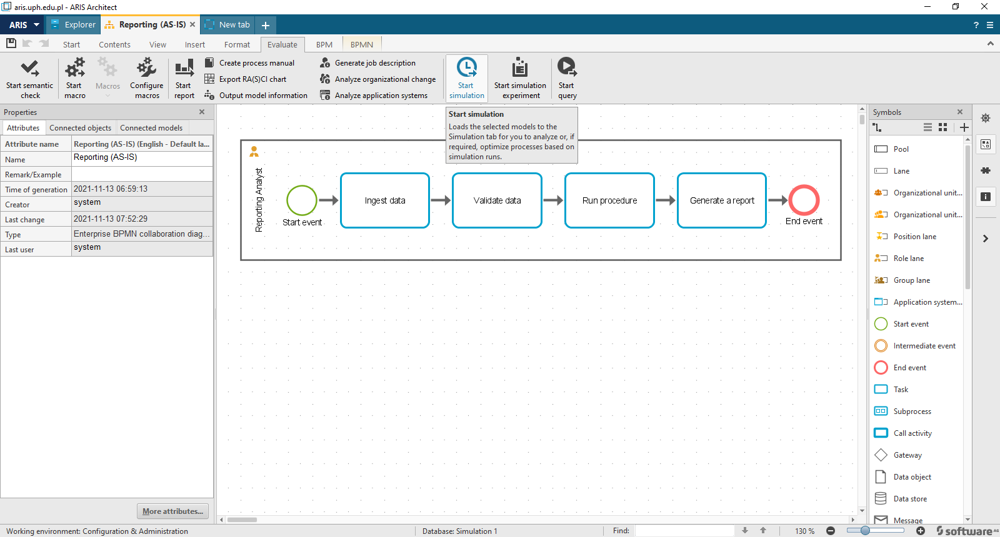 aris.uph.edu.pl - ARIS Architect
ARIS
Explorer
Reporting (AS-IS)
New tab
Start
Contents
View
Insert
Format
Evaluate
BPM
BPMN
Start semantic
check
Start
macro
Macros
Configure
macros
Start
report
Create process manual
Export RA(S)CI chart
Output model information
Generate job description
Analyze organizational change
Analyze application systems
Start
simulation
Start simulation
experiment
Start
query
Properties
Attributes
Connected objects
Connected models
Attribute name
Reporting (AS-IS) (English - Default la...
Name
Reporting (AS-IS)
Remark/Example
Time of generation
2021-11-13 06:59:13
Creator
system
Last change
2021-11-13 07:52:29
Type
Enterprise BPMN collaboration diag...
Last user
system
More attributes...
Start simulation
Loads the selected models to the
Simulation tab for you to analyze or, if
required, optimize processes based on
simulation runs.
Reporting Analyst
Start event
Ingest data
Validate data
Run procedure
Generate a report
End event
Symbols
Pool
Lane
Organizational unit...
Organizational unit...
Position lane
Role lane
Group lane
Application system...
Start event
Intermediate event
End event
Task
Subprocess
Call activity
Gateway
Data object
Data store
Message
Working environment: Configuration & Administration
Database: Simulation 1
Find:
130 %
software AG